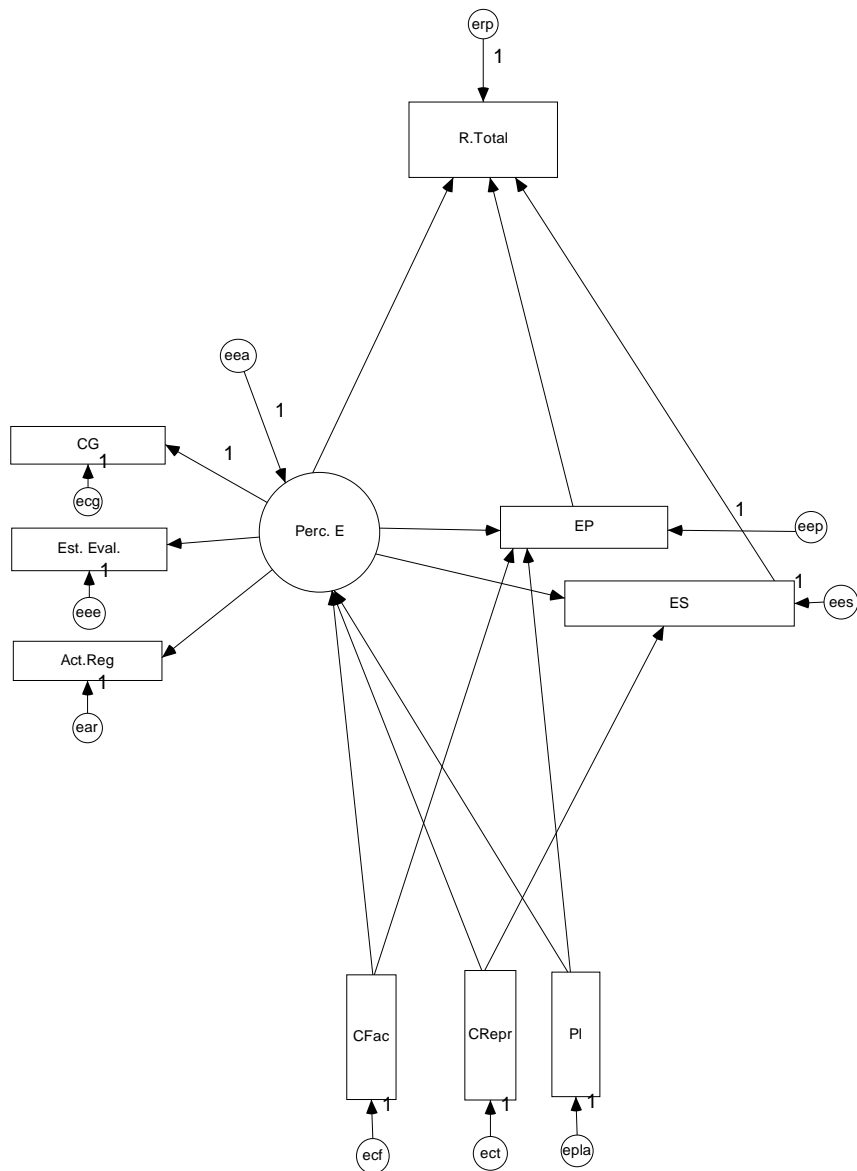 erp
1
R.Total
eea
1
CG
1
1
ecg
Perc. E
EP
1
eep
Est. Eval.
1
eee
ES
1
ees
Act.Reg
1
ear
CFac
CRepr
Pl
1
1
1
ecf
ect
epla